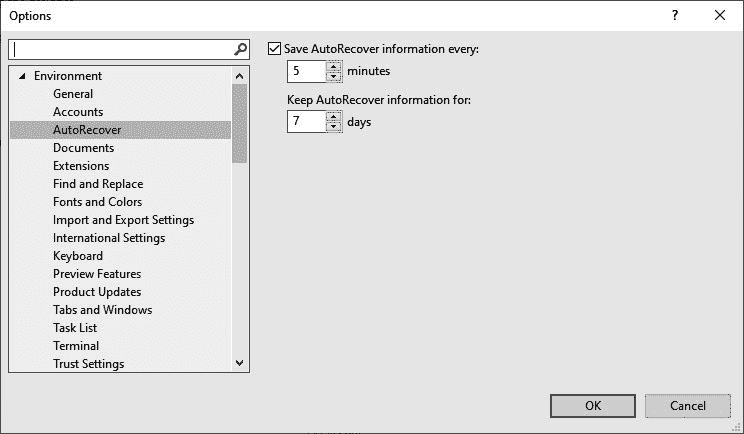 Options
?
Environment
General
Accounts
AutoRecover
Documents
Extensions
Find and Replace
Fonts and Colors
Import and Export Settings
International Settings
Keyboard
Preview Features
Product Updates
Tabs and Windows
Task List
Terminal
Trust Settings
Save AutoRecover information every:
5 minutes
Keep AutoRecover information for:
7 days
OK
Cancel